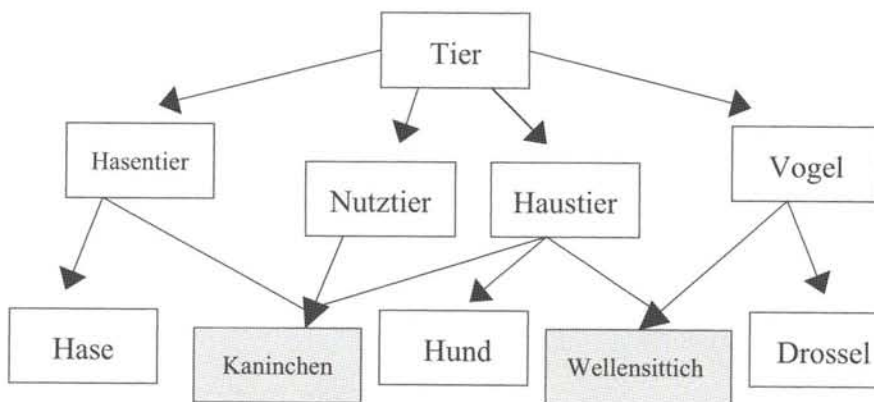 Tier
Hasentier
Nutztier
Haustier
Vogel
Hase
Kaninchen
Hund
Wellensittich
Drossel